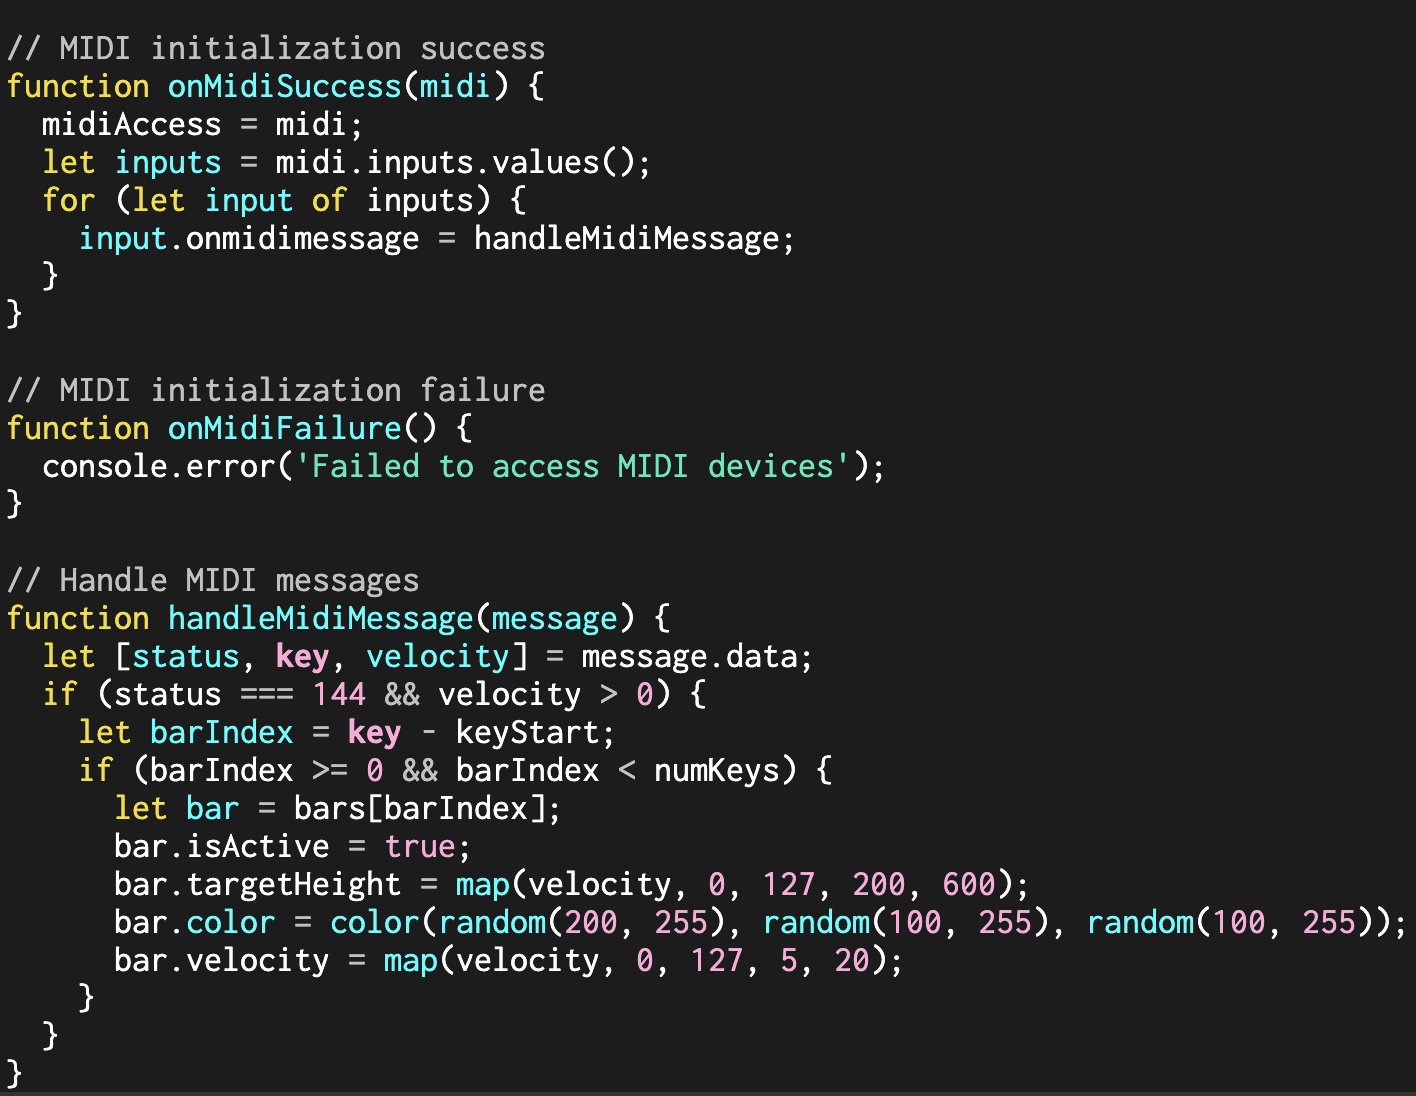 // MIDI initialization success
function onMidiSuccess(midi) {
  midiAccess = midi;
  let inputs = midi.inputs.values();
  for (let input of inputs) {
    input.onmidimessage = handleMidiMessage;
  }
}

// MIDI initialization failure
function onMidiFailure() {
  console.error('Failed to access MIDI devices');
}

// Handle MIDI messages
function handleMidiMessage(message) {
  let [status, key, velocity] = message.data;
  if (status === 144 && velocity > 0) {
    let barIndex = key - keyStart;
    if (barIndex >= 0 && barIndex < numKeys) {
      let bar = bars[barIndex];
      bar.isActive = true;
      bar.targetHeight = map(velocity, 0, 127, 200, 600);
      bar.color = color(random(200, 255), random(100, 255), random(100, 255));
      bar.velocity = map(velocity, 0, 127, 5, 20);
    }
  }
}